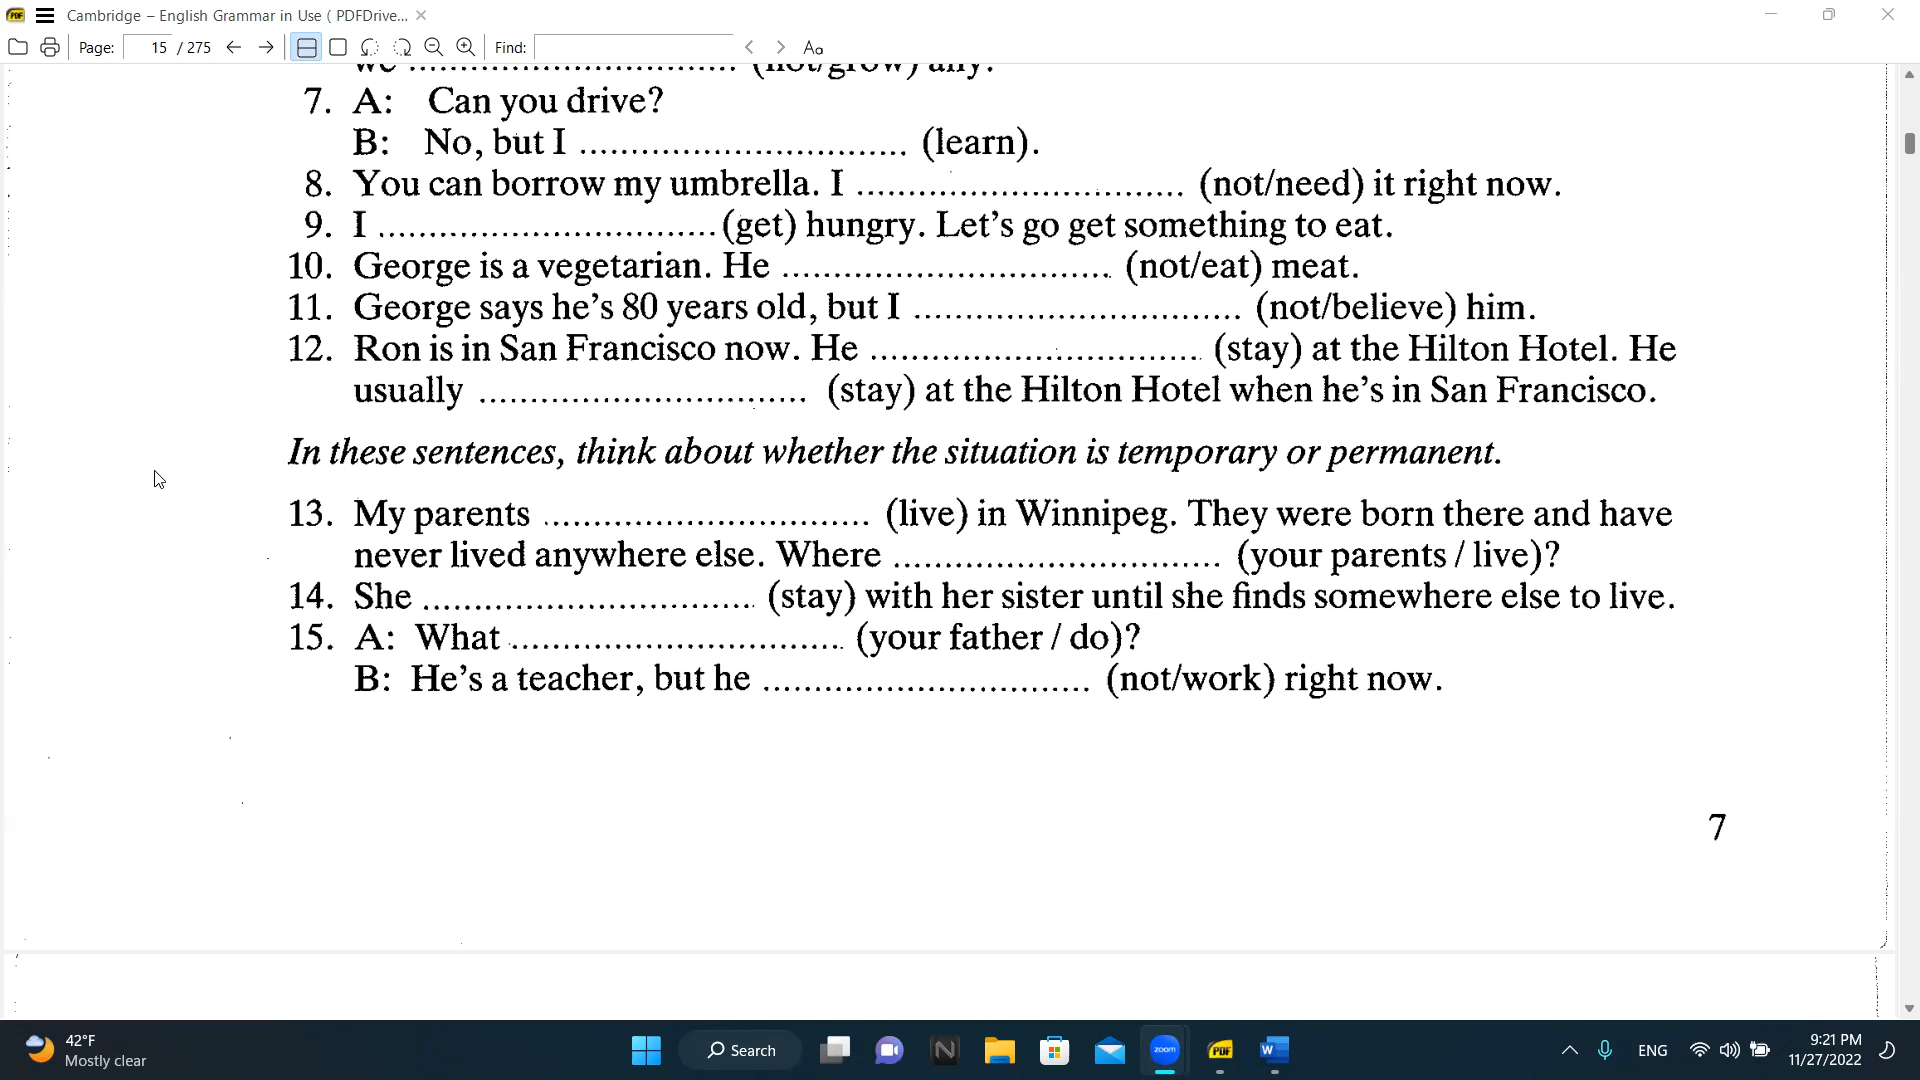 Cambridge – English Grammar in Use ( PDFDrive...
Page: 15 / 275 Find:
we .............................. (not/grow) any.
7. A: Can you drive?
B: No, but I .............................. (learn).
8. You can borrow my umbrella. I .............................. (not/need) it right now.
9. I .............................. (get) hungry. Let's go get something to eat.
10. George is a vegetarian. He .............................. (not/eat) meat.
11. George says he's 80 years old, but I .............................. (not/believe) him.
12. Ron is in San Francisco now. He .............................. (stay) at the Hilton Hotel. He
usually .............................. (stay) at the Hilton Hotel when he's in San Francisco.
In these sentences, think about whether the situation is temporary or permanent.
13. My parents .............................. (live) in Winnipeg. They were born there and have
never lived anywhere else. Where .............................. (your parents / live)?
14. She .............................. (stay) with her sister until she finds somewhere else to live.
15. A: What .............................. (your father / do)?
B: He's a teacher, but he .............................. (not/work) right now.
7
42°F
Mostly clear
Search
zoom
PDF
W
ENG
9:21 PM
11/27/2022